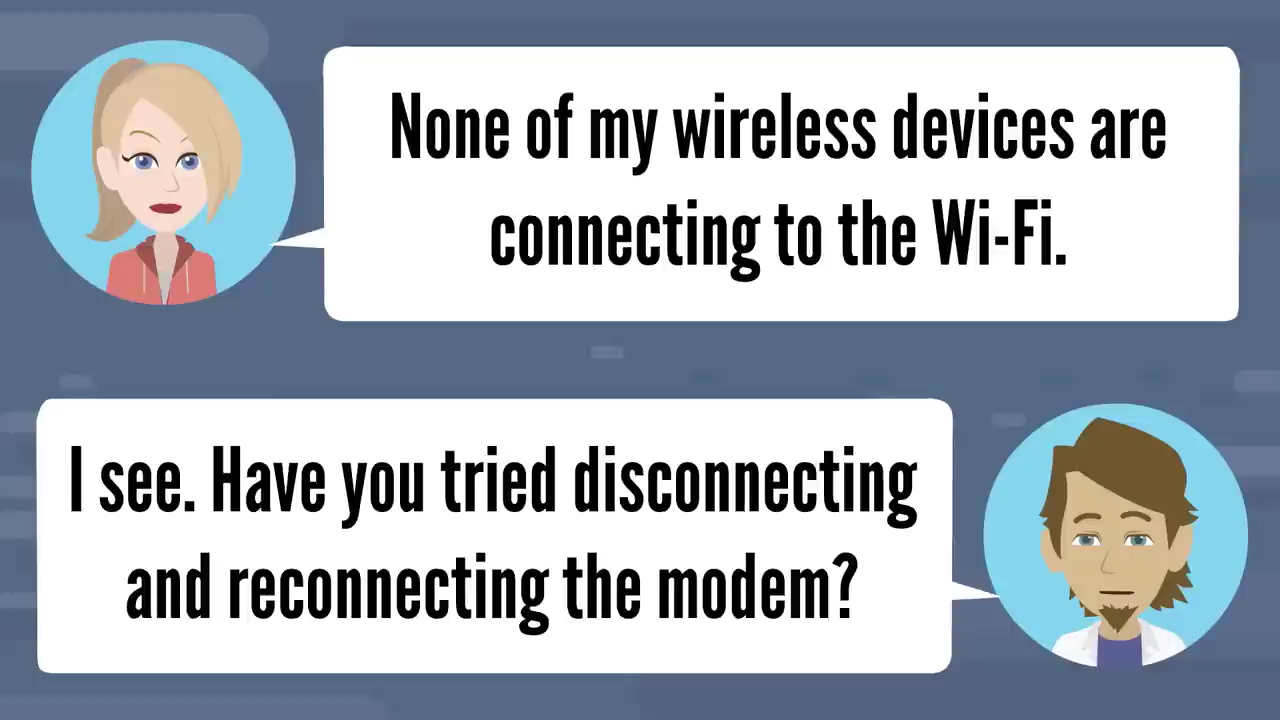 None of my wireless devices are
connecting to the Wi-Fi.
I see. Have you tried disconnecting
and reconnecting the modem?